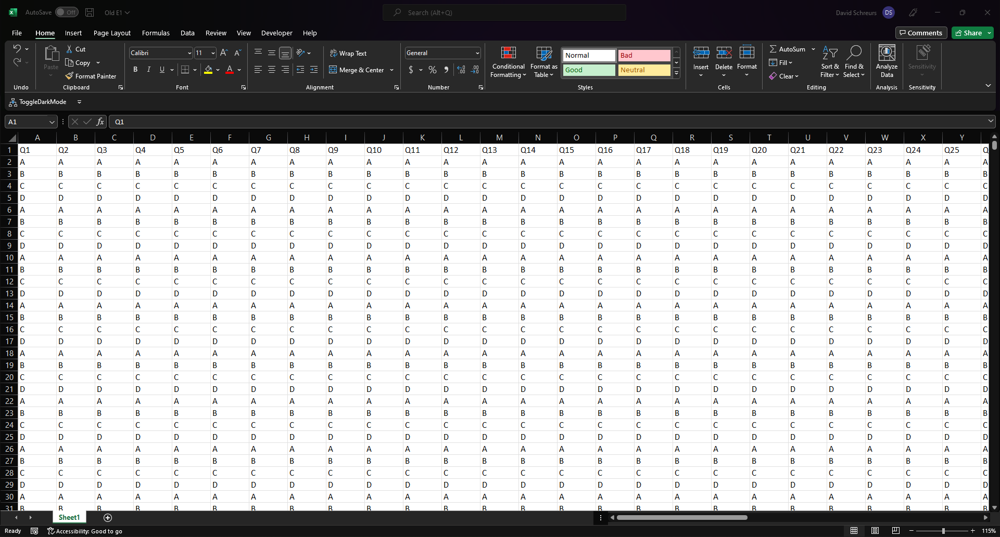 AutoSave Off Old E1 Search (Alt+Q) David Schreurs DS
File Home Insert Page Layout Formulas Data Review View Developer Help Comments Share
Paste Cut Copy Format Painter
Calibri 11 A A
B I U A
ab Wrap Text
Merge & Center
General
$ %
Conditional Formatting
Format as Table
Normal Bad
Good Neutral
Insert Delete Format
AutoSum
Fill
Clear
Sort & Filter
Find & Select
Analyze Data
Sensitivity
Undo Clipboard Font Alignment Number Styles Cells Editing Analysis Sensitivity
ToggleDarkMode
A1 fx Q1
A B C D E F G H I J K L M N O P Q R S T U V W X Y
1 Q1 Q2 Q3 Q4 Q5 Q6 Q7 Q8 Q9 Q10 Q11 Q12 Q13 Q14 Q15 Q16 Q17 Q18 Q19 Q20 Q21 Q22 Q23 Q24 Q25 Q
2 A A A A A A A A A A A A A A A A A A A A A A A A A A
3 B B B B B B B B B B B B B B B B B B B B B B B B B B
4 C C C C C C C C C C C C C C C C C C C C C C C C C C
5 D D D D D D D D D D D D D D D D D D D D D D D D D D
6 A A A A A A A A A A A A A A A A A A A A A A A A A A
7 B B B B B B B B B B B B B B B B B B B B B B B B B B
8 C C C C C C C C C C C C C C C C C C C C C C C C C C
9 D D D D D D D D D D D D D D D D D D D D D D D D D D
10 A A A A A A A A A A A A A A A A A A A A A A A A A A
11 B B B B B B B B B B B B B B B B B B B B B B B B B B
12 C C C C C C C C C C C C C C C C C C C C C C C C C C
13 D D D D D D D D D D D D D D D D D D D D D D D D D D
14 A A A A A A A A A A A A A A A A A A A A A A A A A A
15 B B B B B B B B B B B B B B B B B B B B B B B B B B
16 C C C C C C C C C C C C C C C C C C C C C C C C C C
17 D D D D D D D D D D D D D D D D D D D D D D D D D D
18 A A A A A A A A A A A A A A A A A A A A A A A A A A
19 B B B B B B B B B B B B B B B B B B B B B B B B B B
20 C C C C C C C C C C C C C C C C C C C C C C C C C C
21 D D D D D D D D D D D D D D D D D D D D D D D D D D
22 A A A A A A A A A A A A A A A A A A A A A A A A A A
23 B B B B B B B B B B B B B B B B B B B B B B B B B B
24 C C C C C C C C C C C C C C C C C C C C C C C C C C
25 D D D D D D D D D D D D D D D D D D D D D D D D D D
26 A A A A A A A A A A A A A A A A A A A A A A A A A A
27 B B B B B B B B B B B B B B B B B B B B B B B B B B
28 C C C C C C C C C C C C C C C C C C C C C C C C C C
29 D D D D D D D D D D D D D D D D D D D D D D D D D D
30 A A A A A A A A A A A A A A A A A A A A A A A A A A
31 B B B B B B B B B B B B B B B B B B B B B B B B B B
Sheet1
Ready Accessibility: Good to go 115%